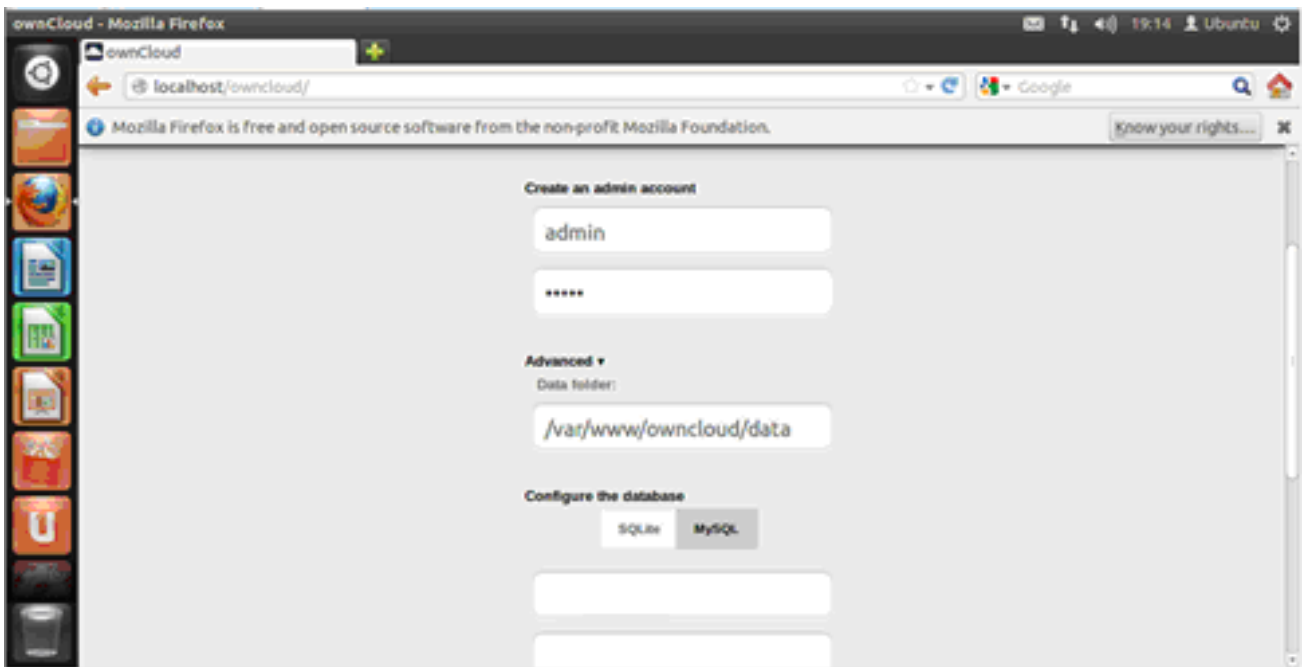 ownCloud - Mozilla Firefox
19:14
Ubuntu
ownCloud
localhost/owncloud/
Google
Mozilla Firefox is free and open source software from the non-profit Mozilla Foundation.
Know your rights...
Create an admin account
admin
•••••
Advanced ▾
Data folder:
/var/www/owncloud/data
Configure the database
SQLite
MySQL
U